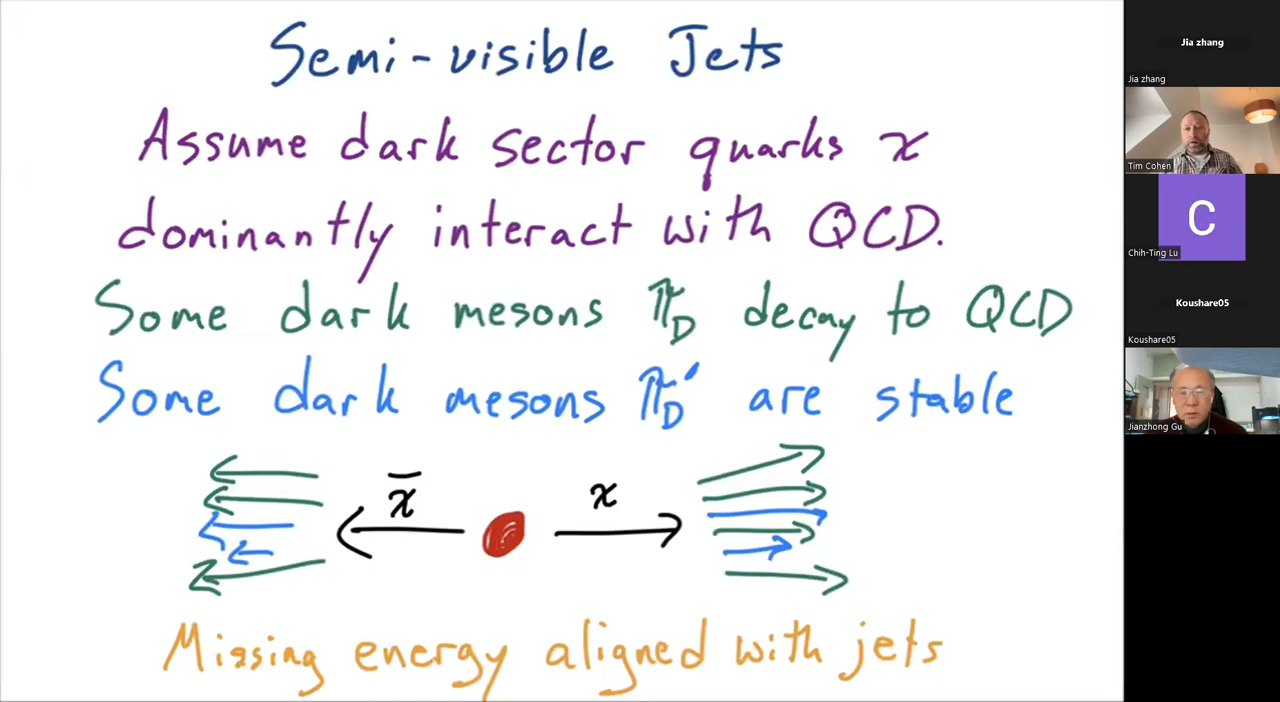 Semi-visible Jets
Assume dark sector quarks χ
dominantly interact with QCD.
Some dark mesons π_D decay to QCD
Some dark mesons π_D' are stable
χ̄
χ
Missing energy aligned with jets
Jia zhang
Jia zhang
Tim Cohen
C
Chih-Ting Lu
Koushare05
Koushare05
Jianzhong Gu